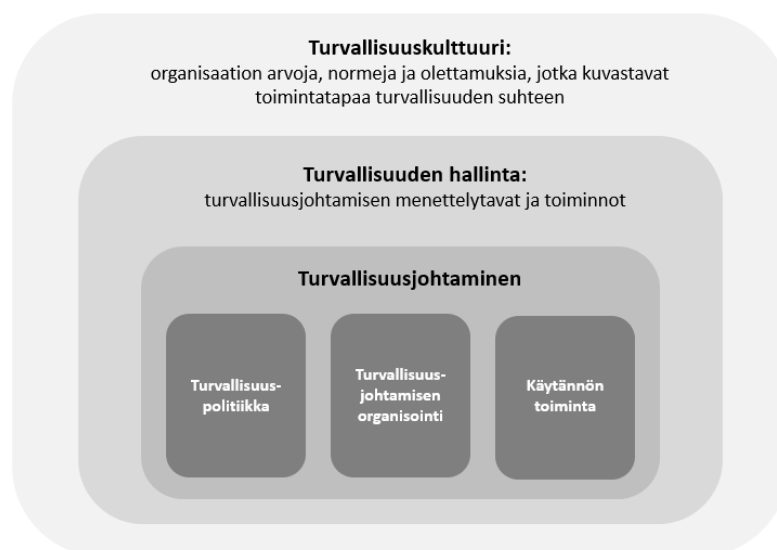 Turvallisuuskulttuuri:
organisaation arvoja, normeja ja olettamuksia, jotka kuvastavat
toimintatapaa turvallisuuden suhteen
Turvallisuuden hallinta:
turvallisuusjohtamisen menettelytavat ja toiminnot
Turvallisuusjohtaminen
Turvallisuus-
politiikka
Turvallisuus-
johtamisen
organisointi
Käytännön
toiminta